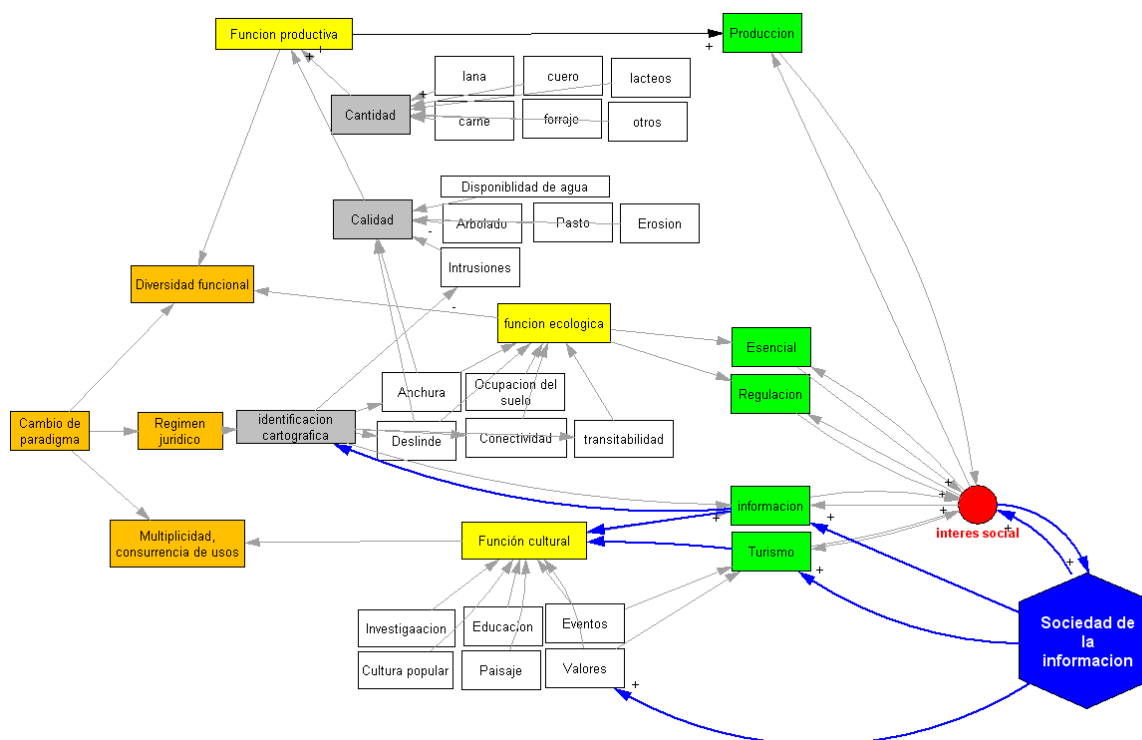 Funcion productiva
+
+
+
Produccion
lana
cuero
lacteos
+
Cantidad
carne
forraje
otros
Disponiblidad de agua
Calidad
Arbolado
Pasto
Erosion
-
Intrusiones
Diversidad funcional
-
funcion ecologica
Esencial
Regulacion
Anchura
Ocupacion del
suelo
Cambio de
paradigma
Regimen
juridico
identificacion
cartografica
Deslinde
Conectividad
transitabilidad
informacion
+
+
+
+
+
interes social
Multiplicidad,
consurrencia de usos
Función cultural
Turismo
+
+
Investigaacion
Educacion
Eventos
Cultura popular
Paisaje
Valores
+
Sociedad de
la
informacion